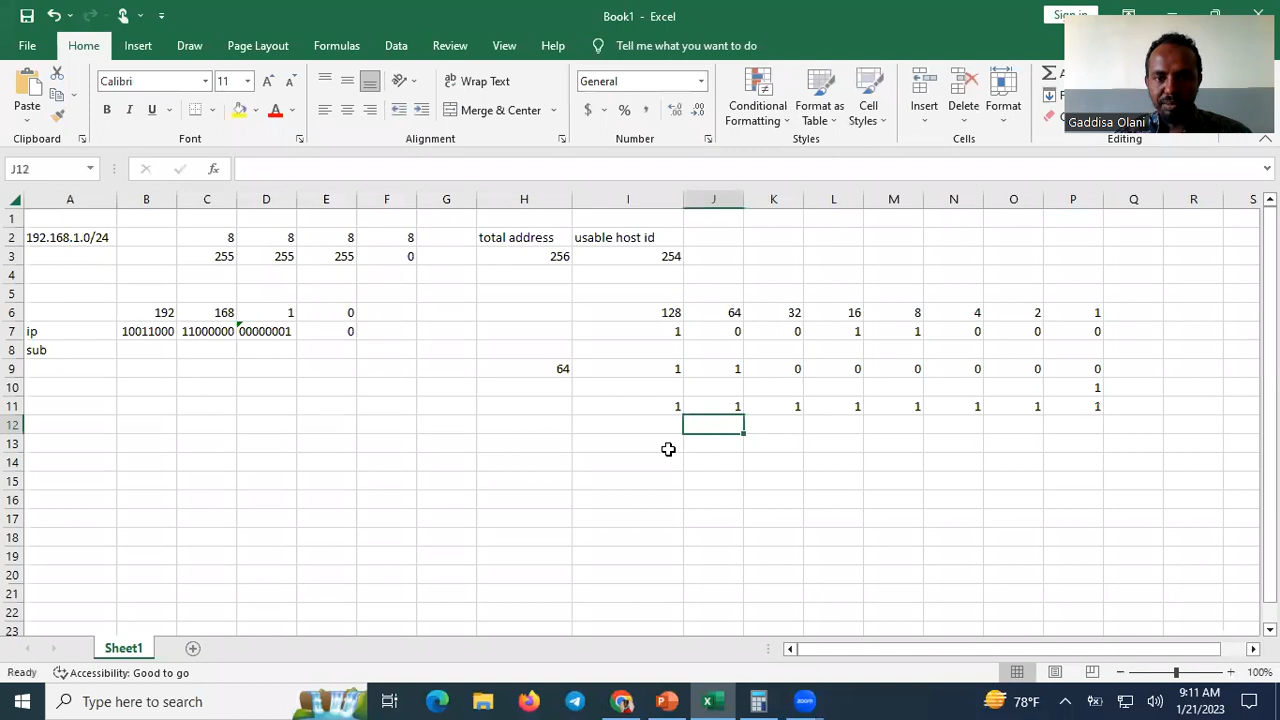 Book1 - Excel
Sign in
File Home Insert Draw Page Layout Formulas Data Review View Help Tell me what you want to do
Paste
Calibri 11
B I U
Wrap Text
Merge & Center
General
$ % ,
Conditional Formatting
Format as Table
Cell Styles
Insert
Delete
Format
Gaddisa Olani
Clipboard Font Alignment Number Styles Cells Editing
J12 fx
A B C D E F G H I J K L M N O P Q R S
1
2 192.168.1.0/24 8 8 8 8 total address usable host id
3 255 255 255 0 256 254
4
5
6 192 168 1 0 128 64 32 16 8 4 2 1
7 ip 10011000 11000000 00000001 0 1 0 0 1 1 0 0 0
8 sub
9 64 1 1 0 0 0 0 0 0
10 1
11 1 1 1 1 1 1 1 1
12
13
14
15
16
17
18
19
20
21
22
23
Sheet1
Ready Accessibility: Good to go 100%
Type here to search
78°F
9:11 AM
1/21/2023